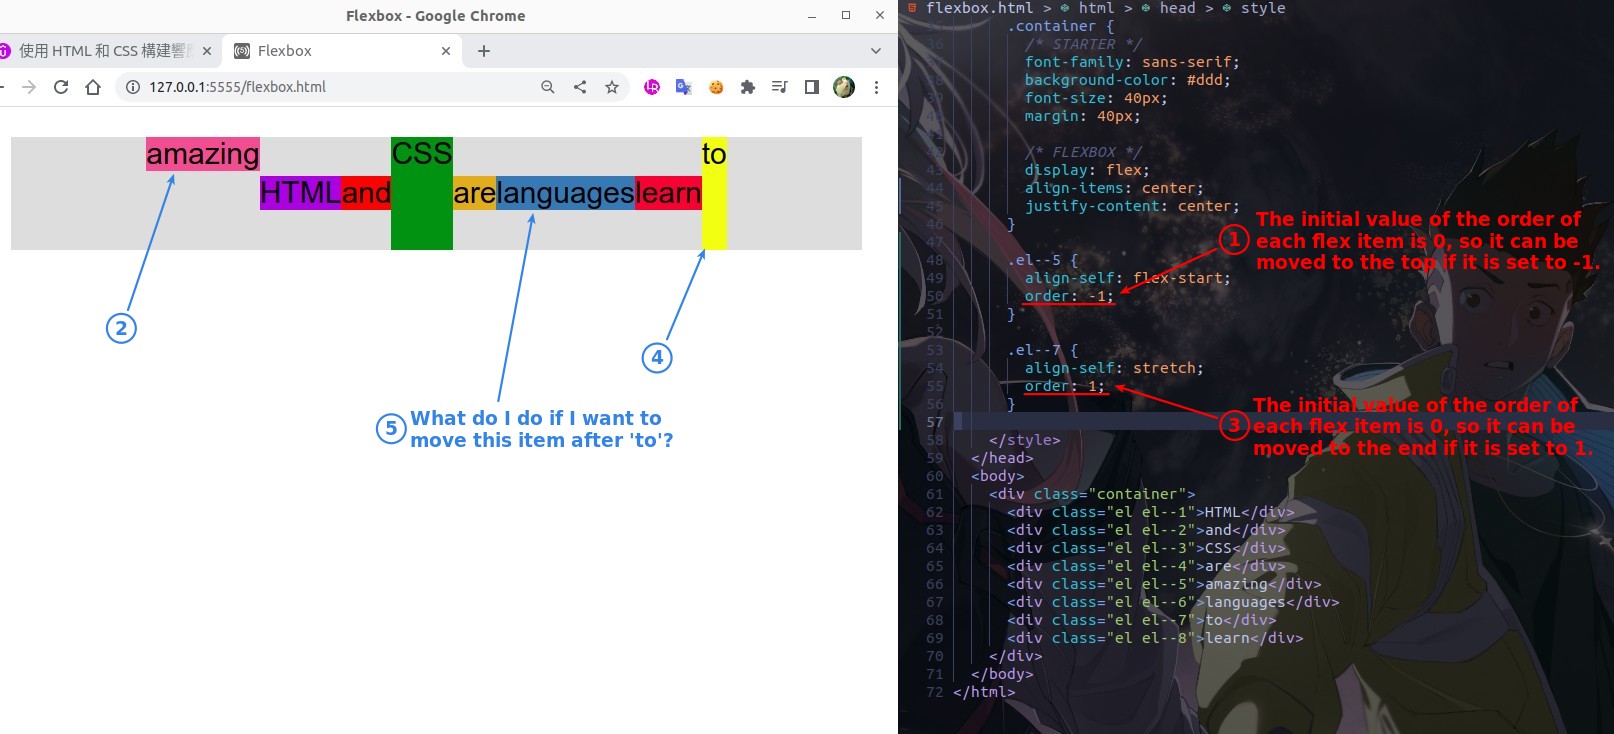 Flexbox - Google Chrome
使用 HTML 和 CSS 構建響
Flexbox
127.0.0.1:5555/flexbox.html
amazing
CSS
to
HTML
and
are
languages
learn
2
4
5 What do I do if I want to
move this item after 'to'?
flexbox.html > html > head > style
.container {
36 /* STARTER */
font-family: sans-serif;
background-color: #ddd;
font-size: 40px;
margin: 40px;
/* FLEXBOX */
43 display: flex;
44 align-items: center;
45 justify-content: center;
46 }
47
48 .el--5 {
49 align-self: flex-start;
50 order: -1;
51 }
52
53 .el--7 {
54 align-self: stretch;
55 order: 1;
56 }
57
58 </style>
59 </head>
60 <body>
61 <div class="container">
62 <div class="el el--1">HTML</div>
63 <div class="el el--2">and</div>
64 <div class="el el--3">CSS</div>
65 <div class="el el--4">are</div>
66 <div class="el el--5">amazing</div>
67 <div class="el el--6">languages</div>
68 <div class="el el--7">to</div>
69 <div class="el el--8">learn</div>
70 </div>
71 </body>
72 </html>
1 The initial value of the order of
each flex item is 0, so it can be
moved to the top if it is set to -1.
3 The initial value of the order of
each flex item is 0, so it can be
moved to the end if it is set to 1.